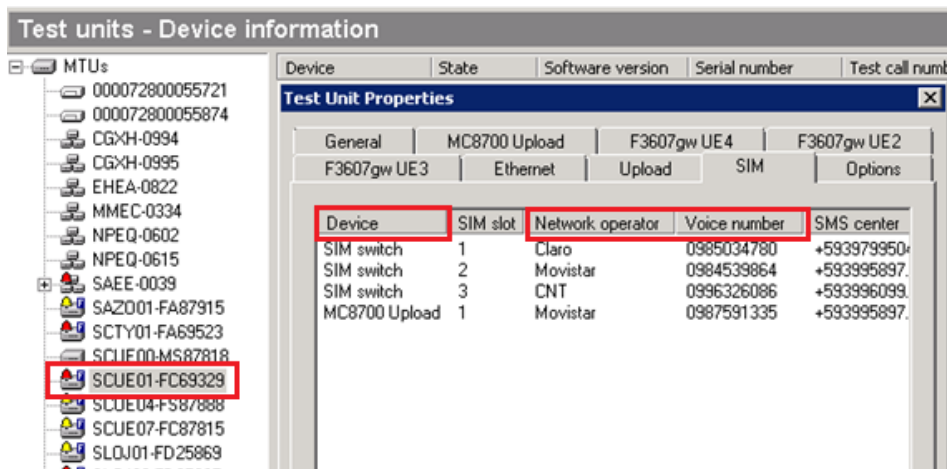 Test units - Device information
MTUs
000072800055721
000072800055874
CGXH-0994
CGXH-0995
EHEA-0822
MMEC-0334
NPEQ-0602
NPEQ-0615
SAEE-0039
SAZO01-FA87915
SCTY01-FA69523
SCUE00-MS87818
SCUE01-FC69329
SCUE04-FS87888
SCUE07-FC87815
SLOJ01-FD25869
Device State Software version Serial number Test call numb
Test Unit Properties
General MC8700 Upload F3607gw UE4 F3607gw UE2
F3607gw UE3 Ethernet Upload SIM Options
Device SIM slot Network operator Voice number SMS center
SIM switch 1 Claro 0985034780 +5939799504
SIM switch 2 Movistar 0984539864 +593995897.
SIM switch 3 CNT 0996326086 +593996099.
MC8700 Upload 1 Movistar 0987591335 +593995897.